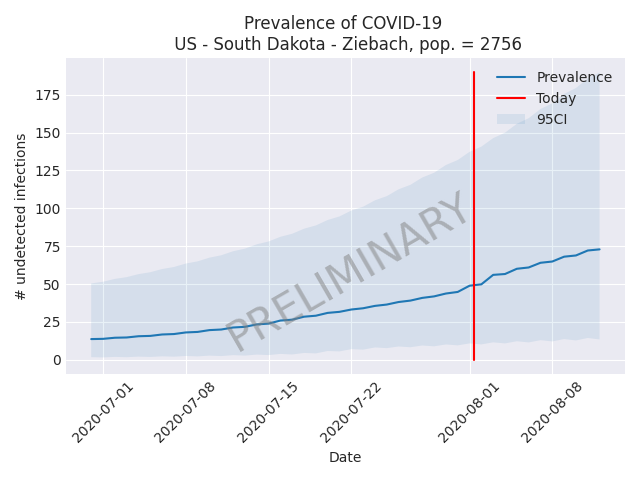 Prevalence of COVID-19
US - South Dakota - Ziebach, pop. = 2756
Prevalence
Today
95CI
175
150
125
100
75
50
25
0
# undetected infections
PRELIMINARY
2020-07-01
2020-07-08
2020-07-15
2020-07-22
2020-08-01
2020-08-08
Date